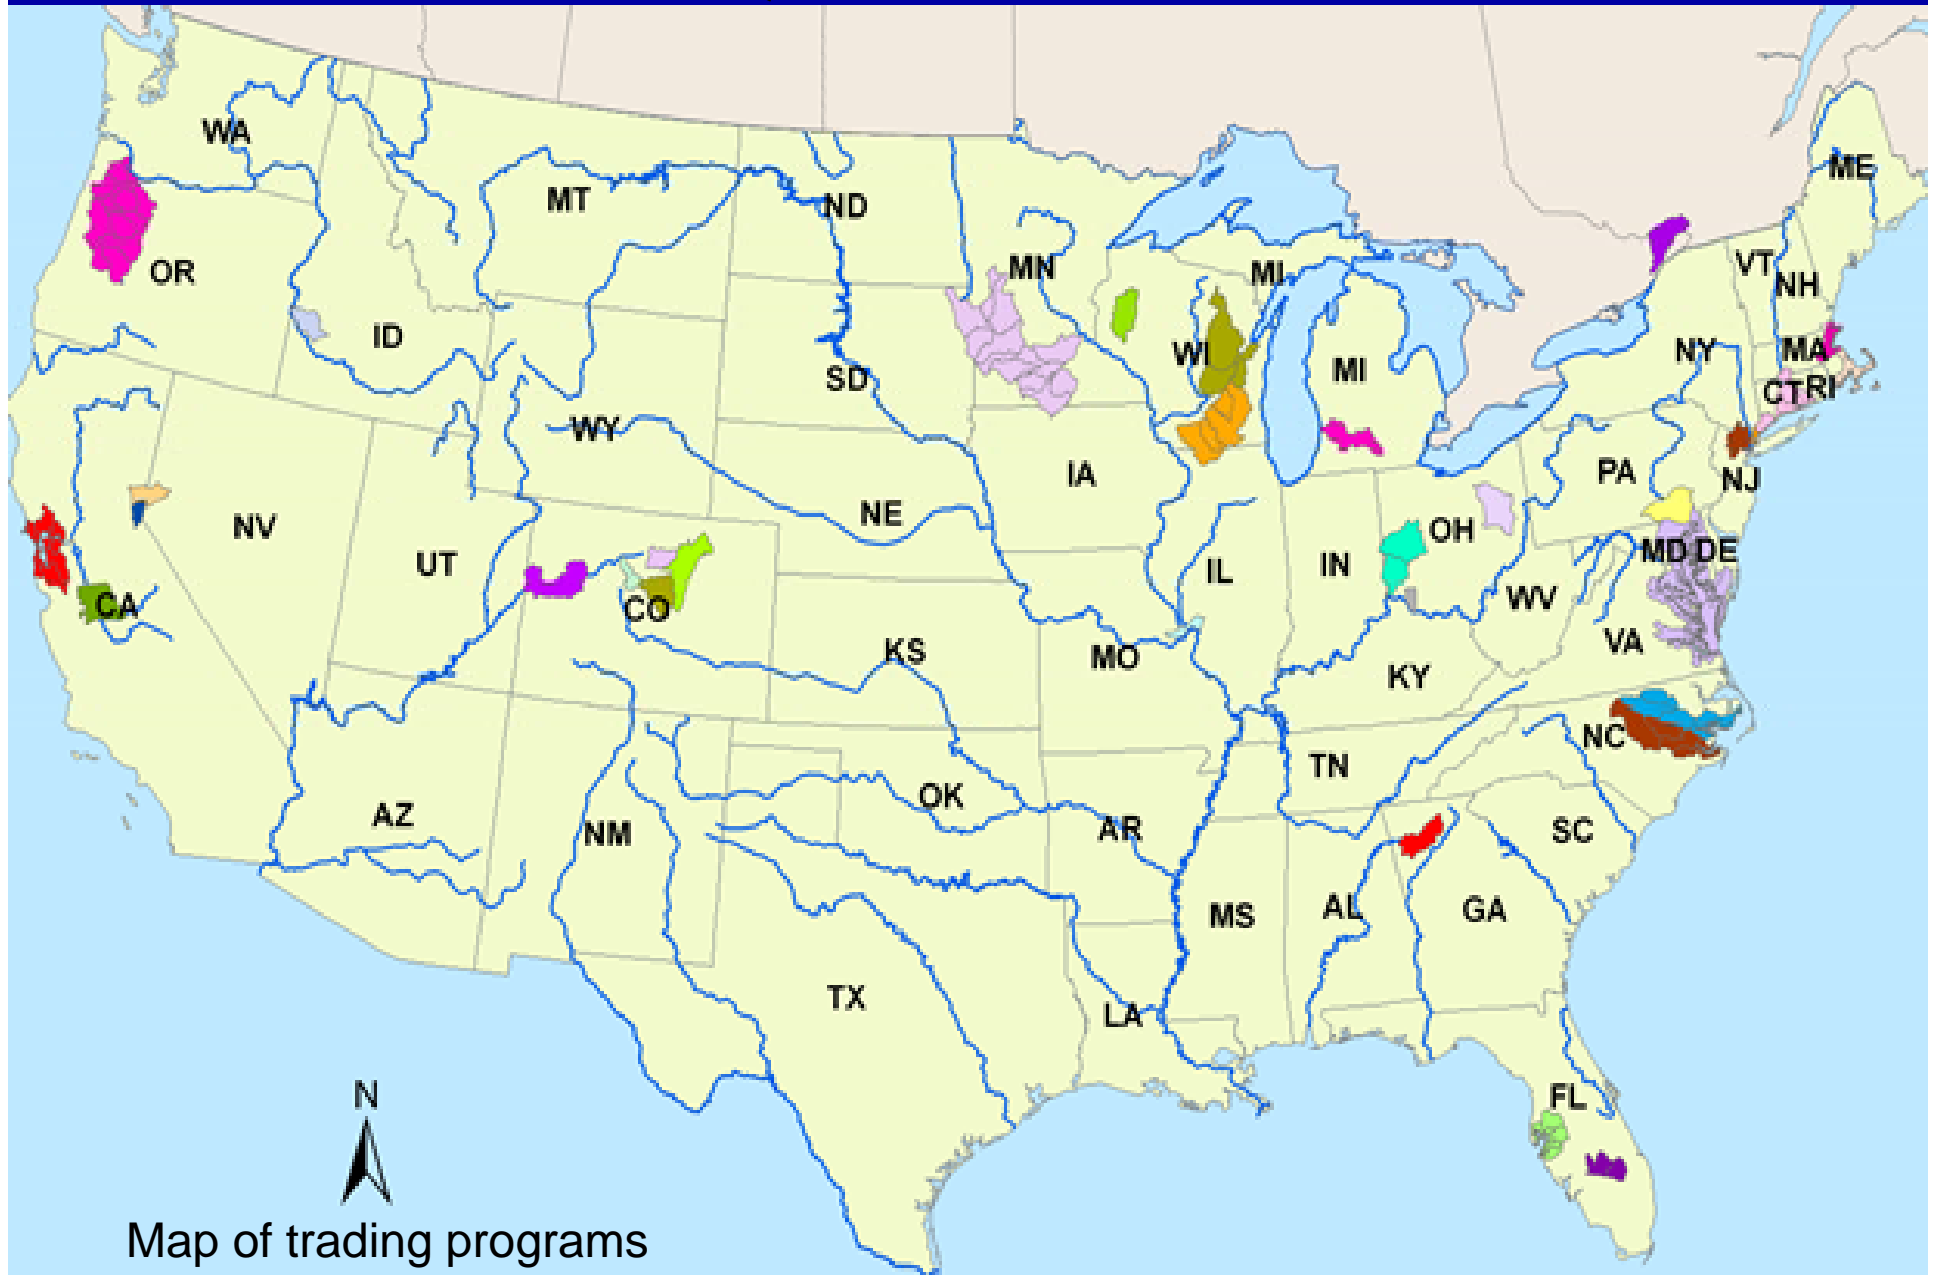 WA
ME
MT
ND
OR
MN
MI
VT
NH
ID
WI
NY
MA
MI
SD
CT
RI
WY
IA
PA
NJ
NE
NV
OH
UT
IL
IN
MD
DE
CA
CO
WV
KS
MO
VA
KY
NC
TN
OK
AZ
NM
AR
SC
MS
AL
GA
TX
LA
N
FL
Map of trading programs